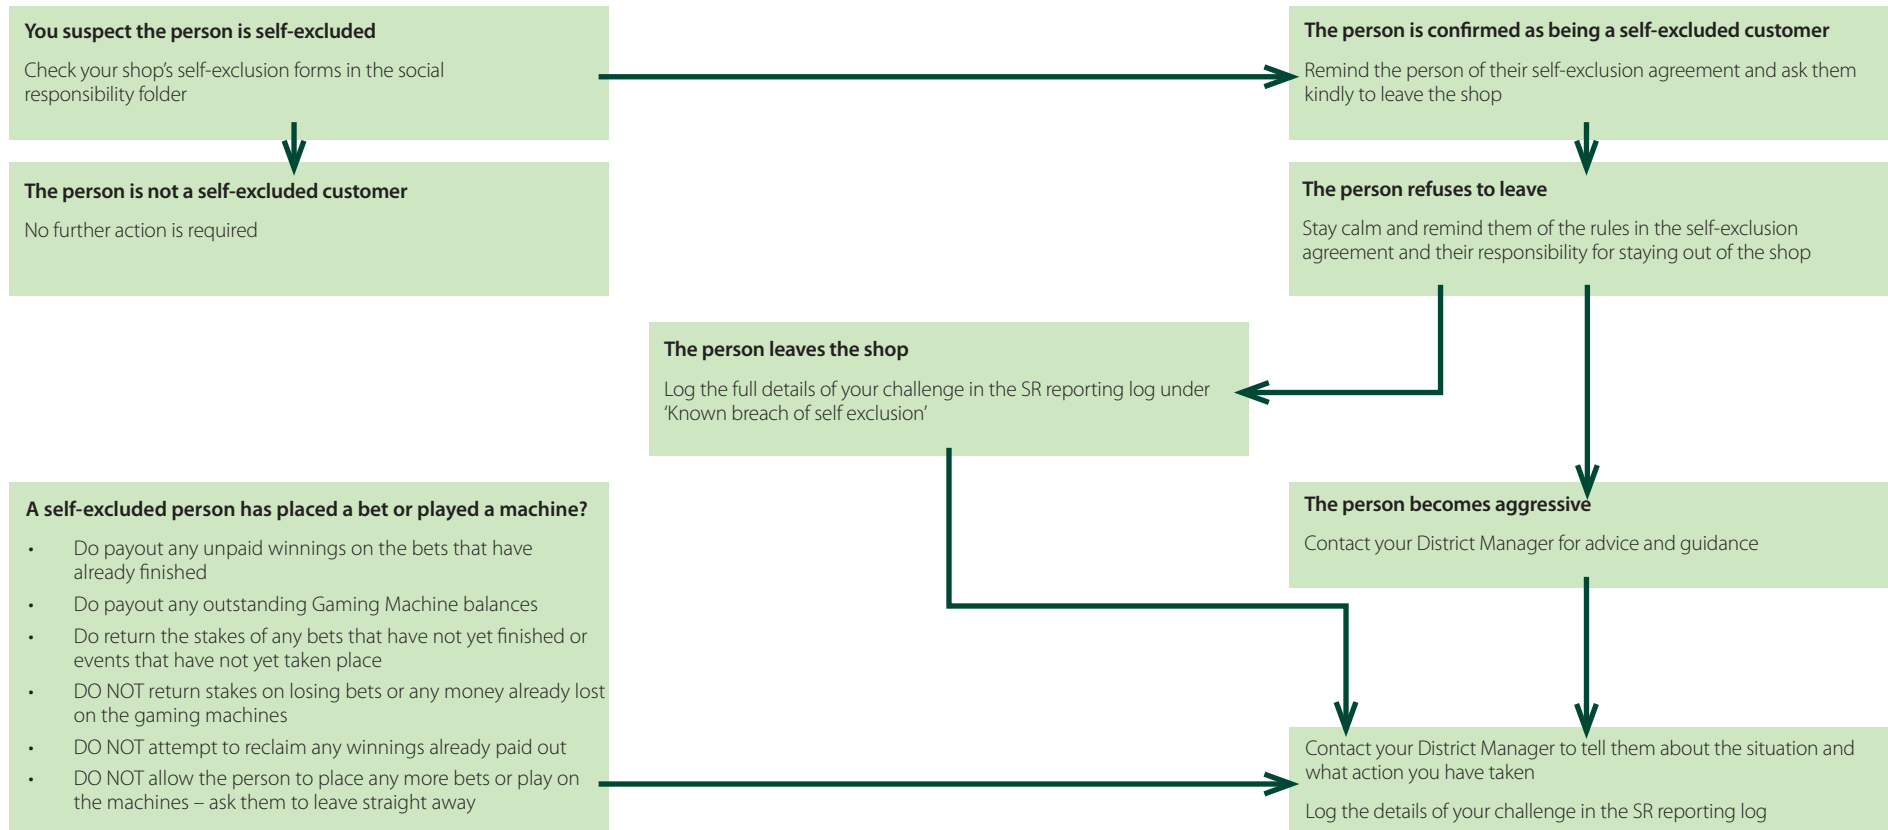 You suspect the person is self-excluded
Check your shop’s self-exclusion forms in the social
responsibility folder
The person is confirmed as being a self-excluded customer
Remind the person of their self-exclusion agreement and ask them
kindly to leave the shop
The person is not a self-excluded customer
No further action is required
The person refuses to leave
Stay calm and remind them of the rules in the self-exclusion
agreement and their responsibility for staying out of the shop
The person leaves the shop
Log the full details of your challenge in the SR reporting log under
‘Known breach of self exclusion’
A self-excluded person has placed a bet or played a machine?
• Do payout any unpaid winnings on the bets that have
already finished
• Do payout any outstanding Gaming Machine balances
• Do return the stakes of any bets that have not yet finished or
events that have not yet taken place
• DO NOT return stakes on losing bets or any money already lost
on the gaming machines
• DO NOT attempt to reclaim any winnings already paid out
• DO NOT allow the person to place any more bets or play on
the machines – ask them to leave straight away
The person becomes aggressive
Contact your District Manager for advice and guidance
Contact your District Manager to tell them about the situation and
what action you have taken
Log the details of your challenge in the SR reporting log